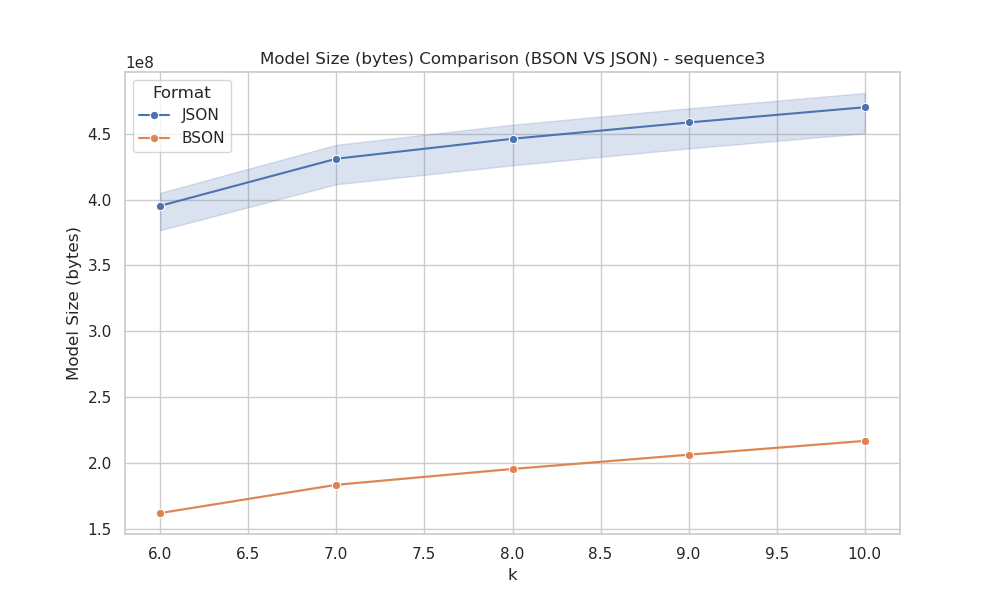 Model Size (bytes) Comparison (BSON VS JSON) - sequence3
1e8
Format
JSON
BSON
4.5
4.0
3.5
3.0
2.5
2.0
1.5
Model Size (bytes)
6.0 6.5 7.0 7.5 8.0 8.5 9.0 9.5 10.0
k